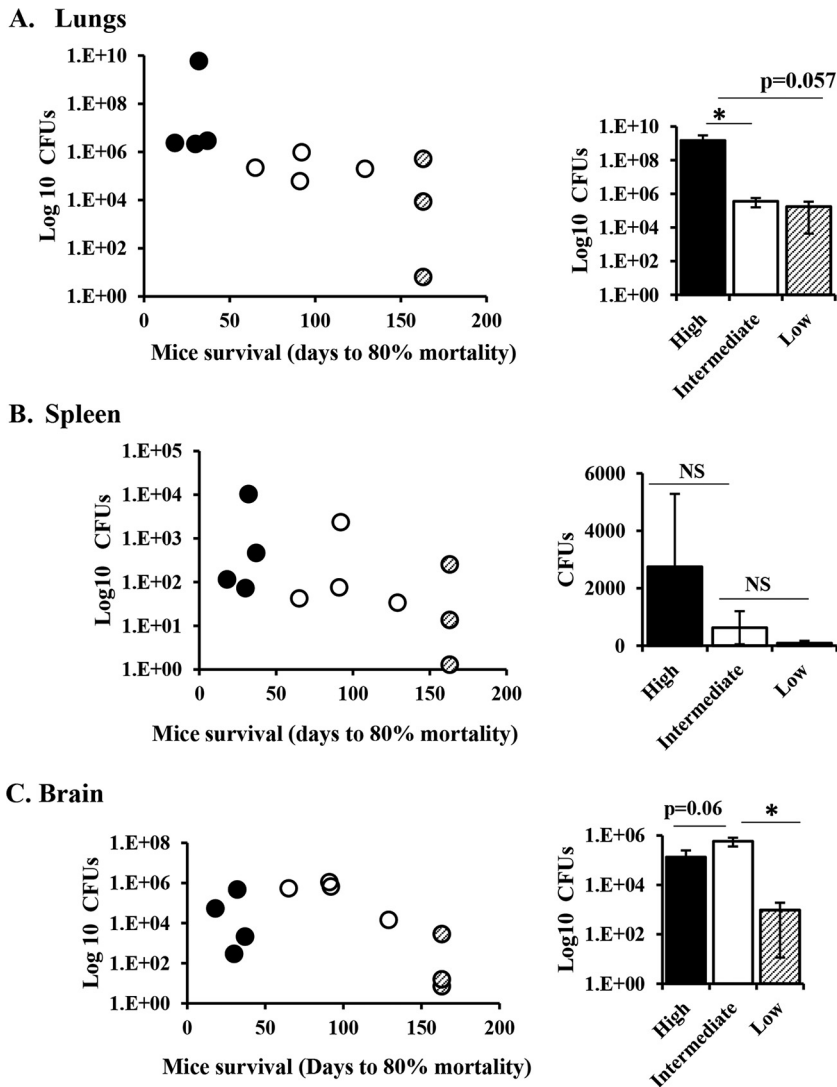 A. Lungs
Log 10 CFUs
1.E+10
1.E+08
1.E+06
1.E+04
1.E+02
1.E+00
0 50 100 150 200
Mice survival (days to 80% mortality)
p=0.057
*
Log10 CFUs
1.E+10
1.E+08
1.E+06
1.E+04
1.E+02
1.E+00
High
Intermediate
Low
B. Spleen
Log10 CFUs
1.E+05
1.E+04
1.E+03
1.E+02
1.E+01
1.E+00
0 50 100 150 200
Mice survival (days to 80% mortality)
NS
NS
CFUs
6000
4000
2000
0
High
Intermediate
Low
C. Brain
Log 10 CFUs
1.E+08
1.E+06
1.E+04
1.E+02
1.E+00
0 50 100 150 200
Mice survival (Days to 80% mortality)
p=0.06
*
Log10 CFUs
1.E+06
1.E+04
1.E+02
1.E+00
High
Intermediate
Low